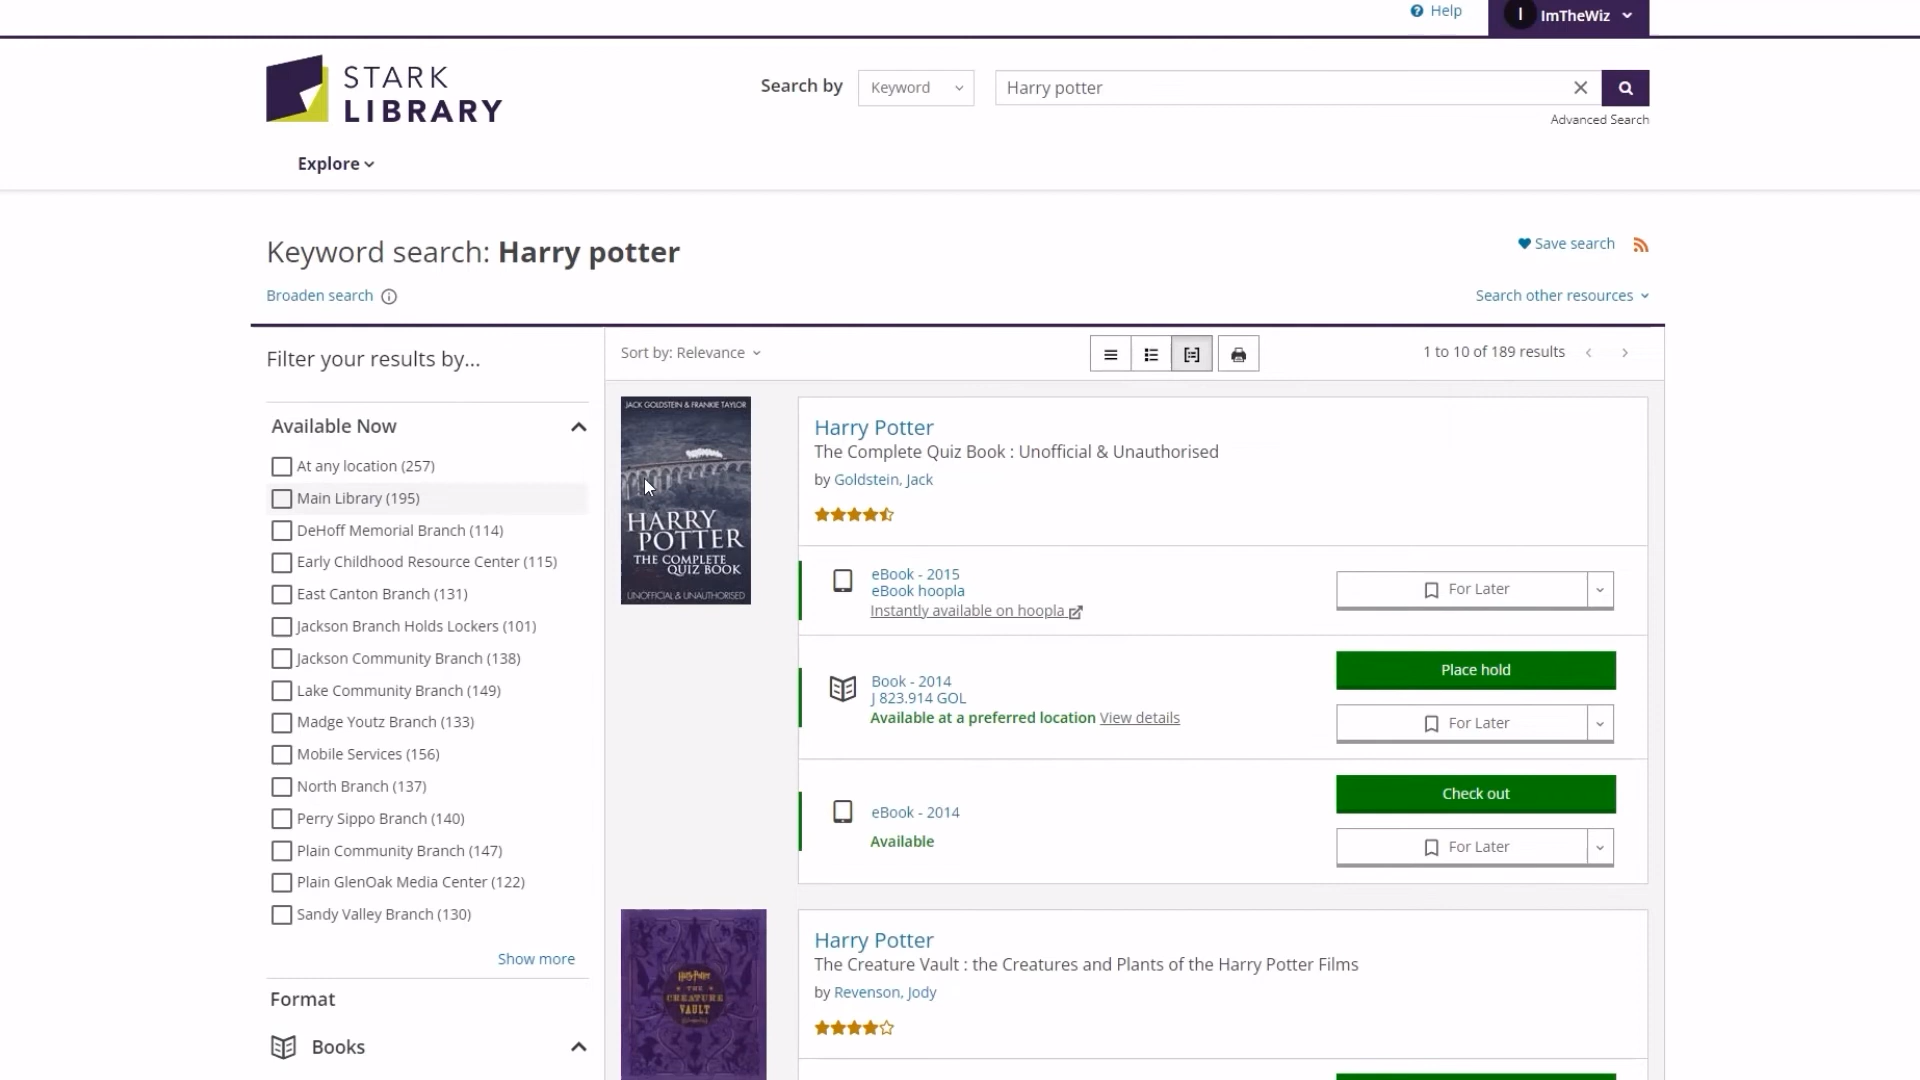 Help
I ImTheWiz
STARK
LIBRARY
Search by
Keyword
Harry potter
Advanced Search
Explore
Keyword search: Harry potter
Save search
Broaden search
Search other resources
Filter your results by...
Sort by: Relevance
1 to 10 of 189 results
Available Now
At any location (257)
Main Library (195)
DeHoff Memorial Branch (114)
Early Childhood Resource Center (115)
East Canton Branch (131)
Jackson Branch Holds Lockers (101)
Jackson Community Branch (138)
Lake Community Branch (149)
Madge Youtz Branch (133)
Mobile Services (156)
North Branch (137)
Perry Sippo Branch (140)
Plain Community Branch (147)
Plain GlenOak Media Center (122)
Sandy Valley Branch (130)
Show more
Format
Books
JACK GOLDSTEIN & FRANKIE TAYLOR
HARRY
POTTER
THE COMPLETE
QUIZ BOOK
UNOFFICIAL & UNAUTHORISED
Harry Potter
The Complete Quiz Book : Unofficial & Unauthorised
by Goldstein, Jack
eBook - 2015
eBook hoopla
Instantly available on hoopla
For Later
Book - 2014
J 823.914 GOL
Available at a preferred location View details
Place hold
For Later
eBook - 2014
Available
Check out
For Later
Harry Potter
THE
CREATURE
VAULT
Harry Potter
The Creature Vault : the Creatures and Plants of the Harry Potter Films
by Revenson, Jody